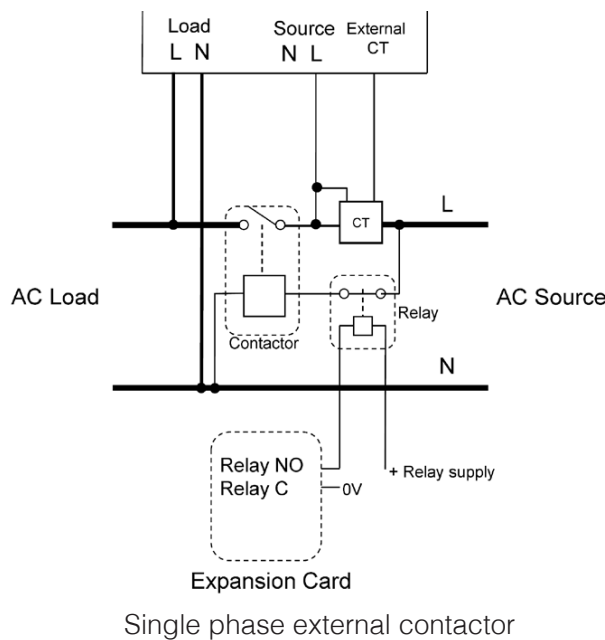 Load Source External
L N N L CT
CT L
AC Load AC Source
Relay
Contactor
N
Relay NO
+ Relay supply
Relay C 0V
Expansion Card
Single phase external contactor